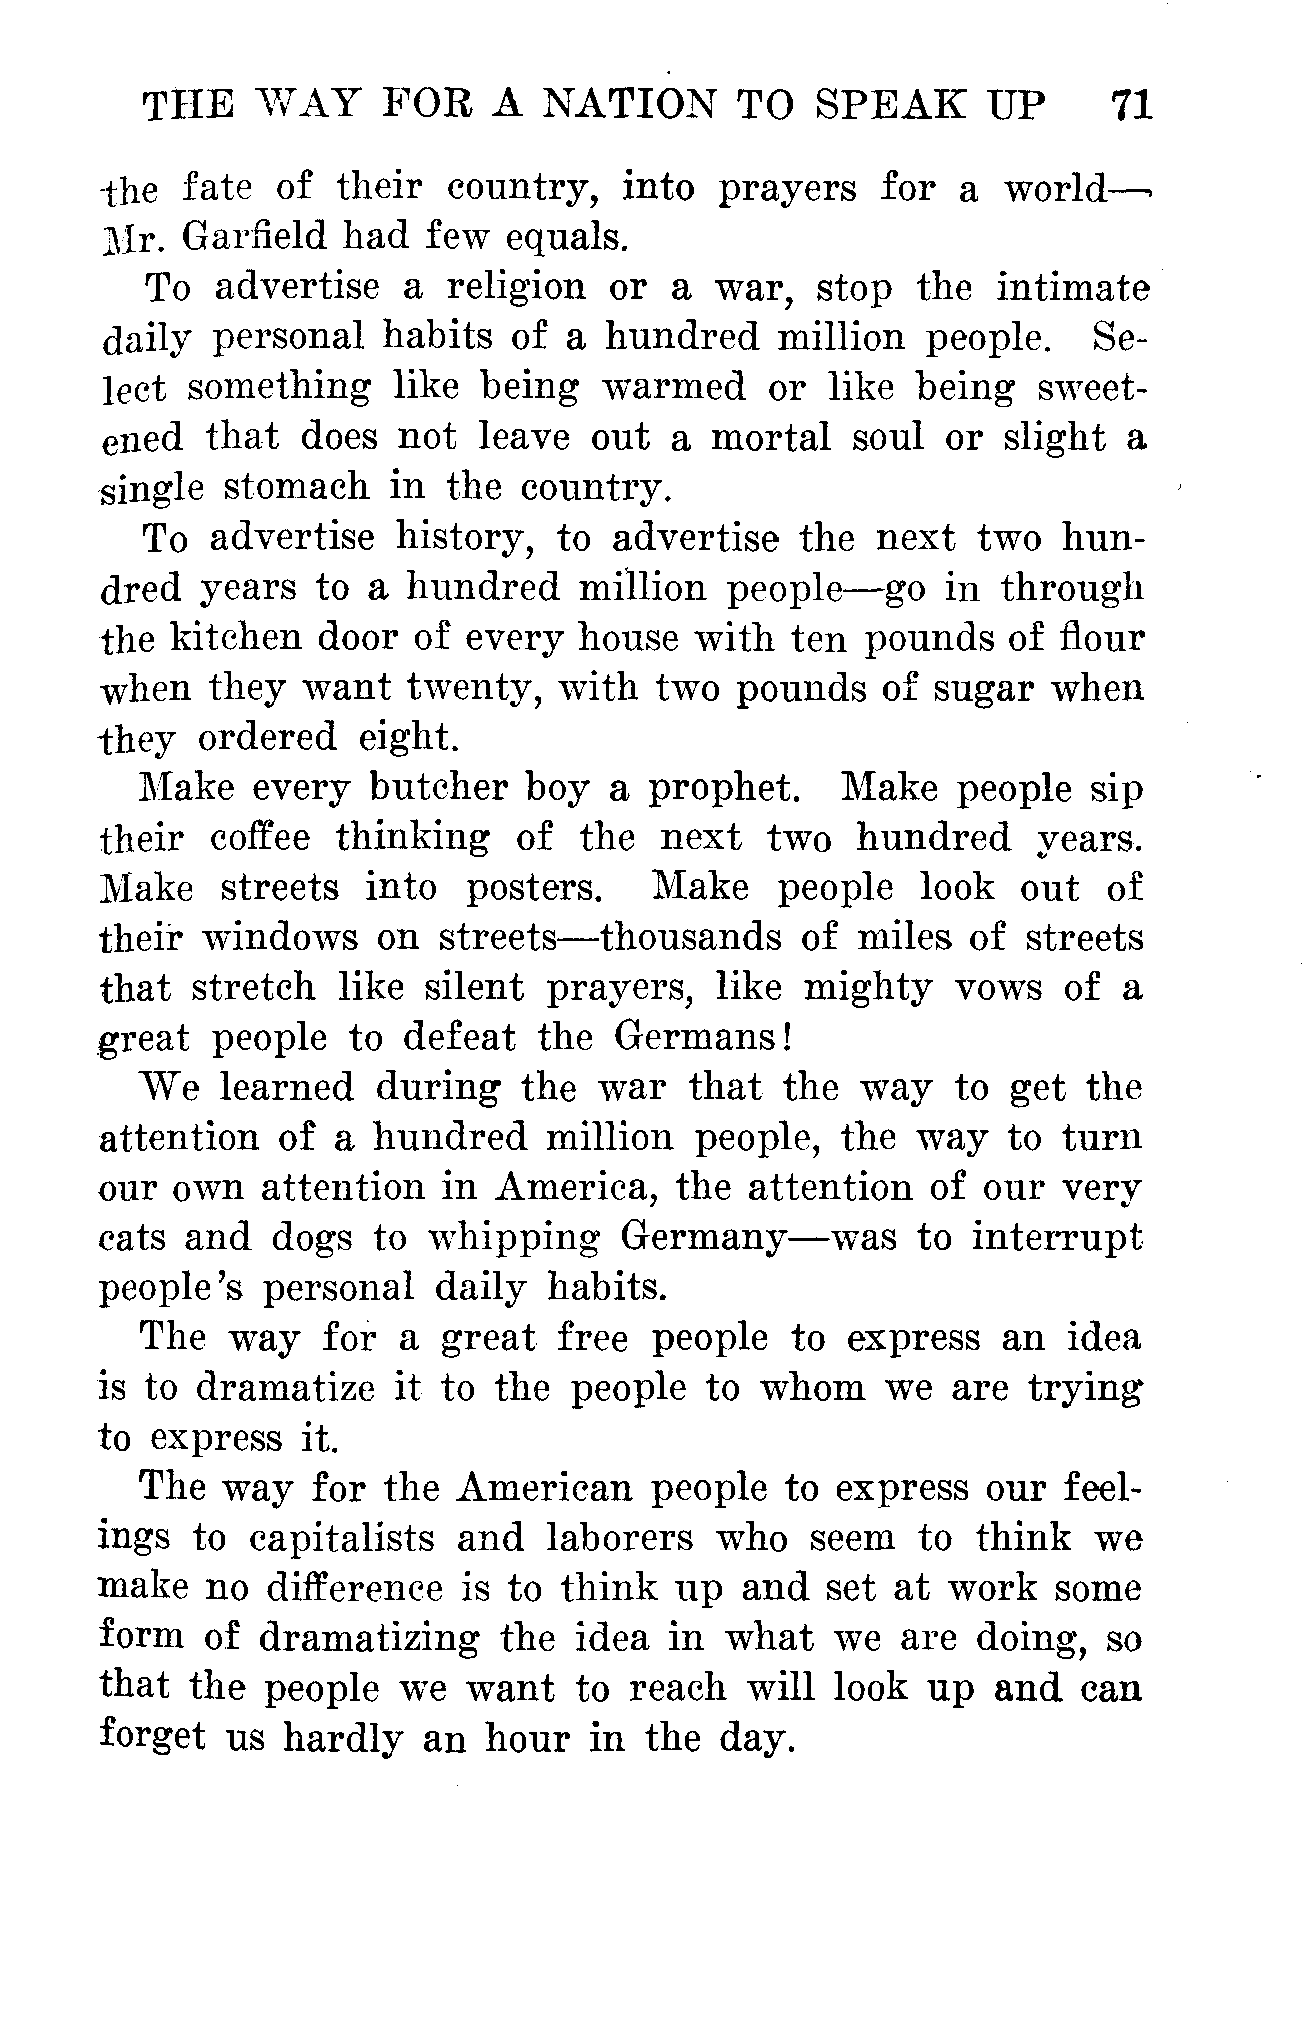 THE WAY FOR A NATION TO SPEAK UP 71
the fate of their country, into prayers for a world—
Mr. Garfield had few equals.
To advertise a religion or a war, stop the intimate
daily personal habits of a hundred million people. Se-
lect something like being warmed or like being sweet-
ened that does not leave out a mortal soul or slight a
single stomach in the country.
To advertise history, to advertise the next two hun-
dred years to a hundred million people—go in through
the kitchen door of every house with ten pounds of flour
when they want twenty, with two pounds of sugar when
they ordered eight.
Make every butcher boy a prophet. Make people sip
their coffee thinking of the next two hundred years.
Make streets into posters. Make people look out of
their windows on streets—thousands of miles of streets
that stretch like silent prayers, like mighty vows of a
great people to defeat the Germans!
We learned during the war that the way to get the
attention of a hundred million people, the way to turn
our own attention in America, the attention of our very
cats and dogs to whipping Germany—was to interrupt
people's personal daily habits.
The way for a great free people to express an idea
is to dramatize it to the people to whom we are trying
to express it.
The way for the American people to express our feel-
ings to capitalists and laborers who seem to think we
make no difference is to think up and set at work some
form of dramatizing the idea in what we are doing, so
that the people we want to reach will look up and can
forget us hardly an hour in the day.